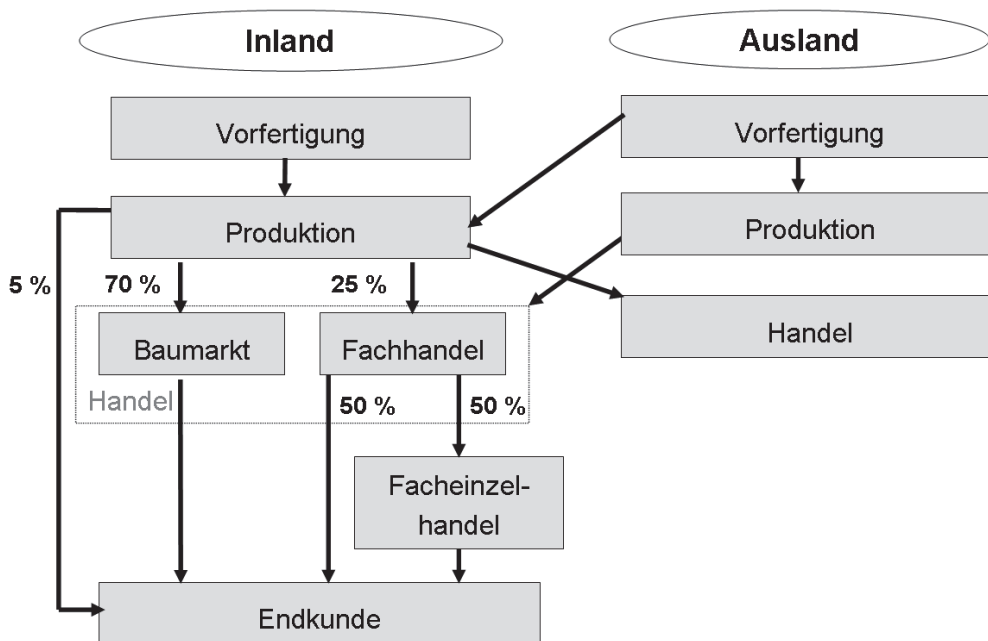 Inland
Ausland
Vorfertigung
Vorfertigung
Produktion
Produktion
5 %
70 %
25 %
Baumarkt
Fachhandel
Handel
Handel
50 %
50 %
Facheinzel-
handel
Endkunde